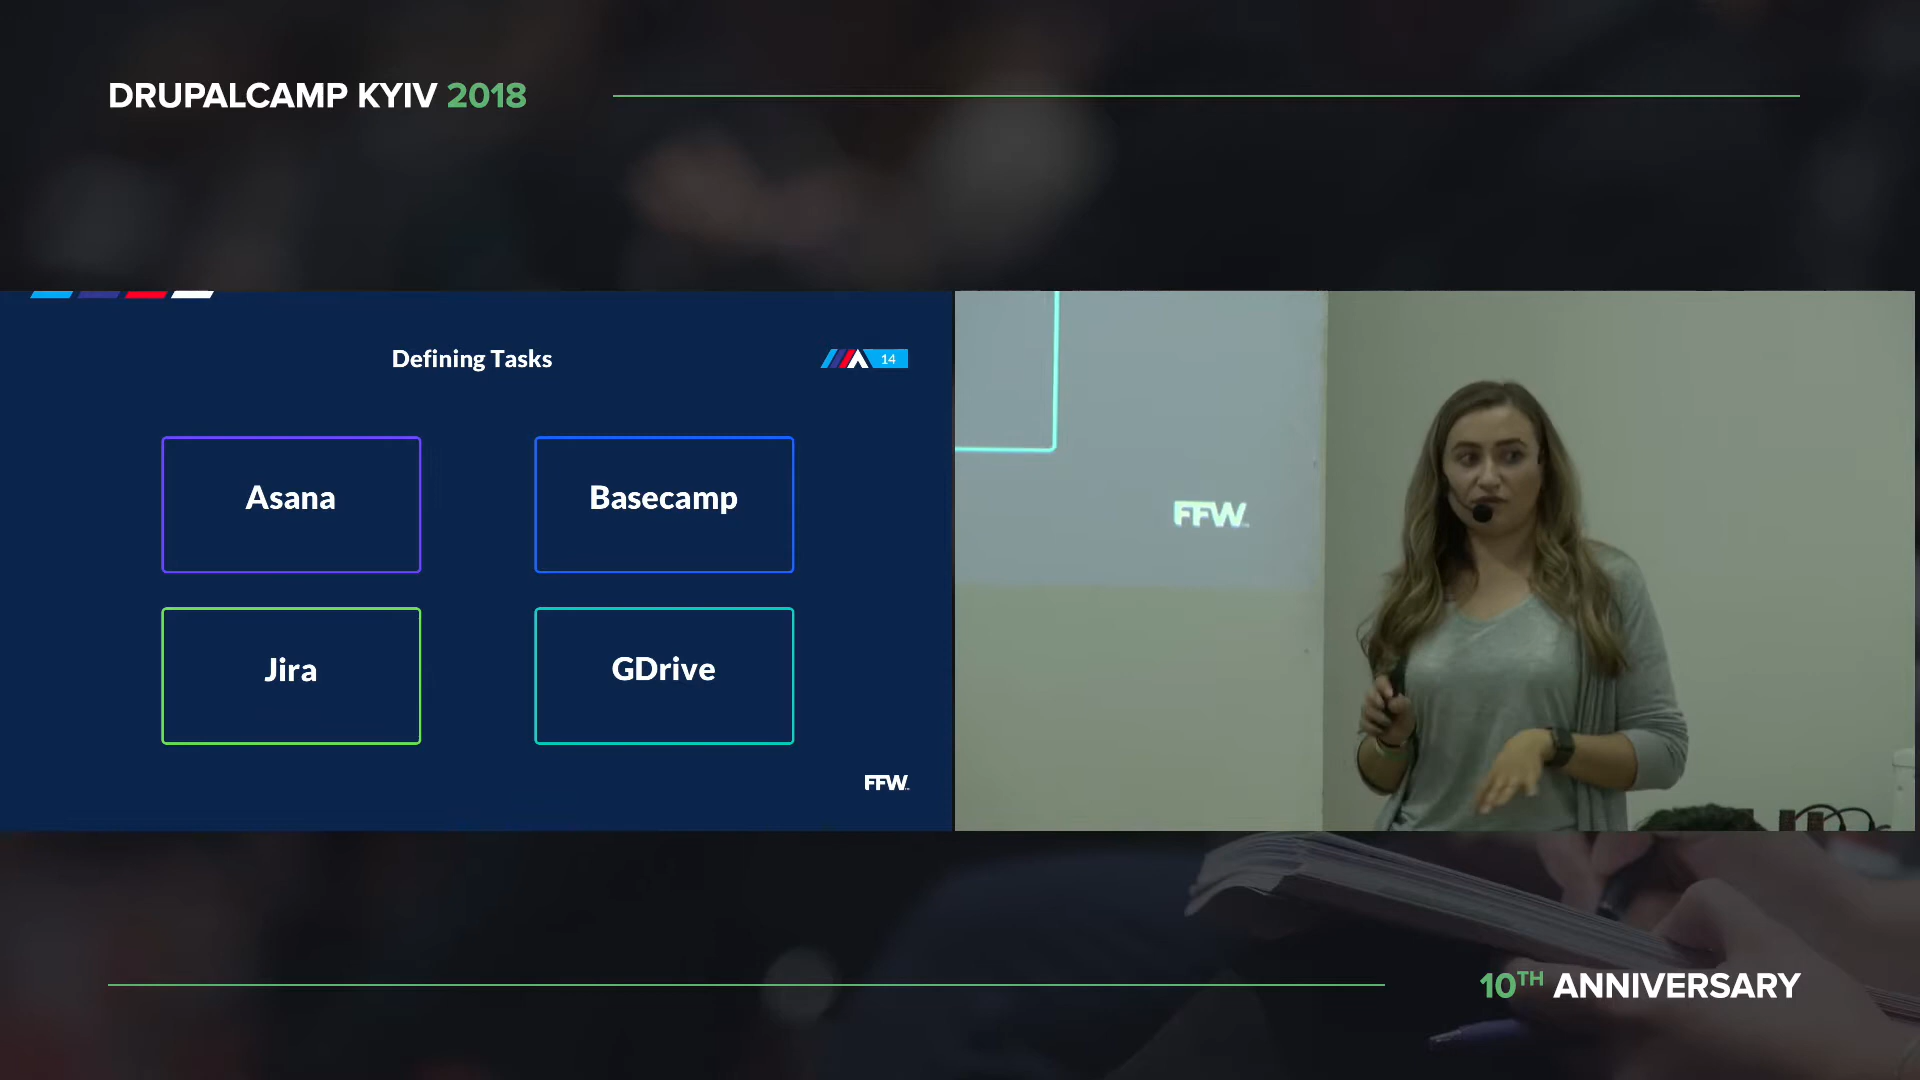 DRUPALCAMP KYIV 2018
Defining Tasks
14
Asana
Basecamp
Jira
GDrive
FFW
FFW
10TH ANNIVERSARY